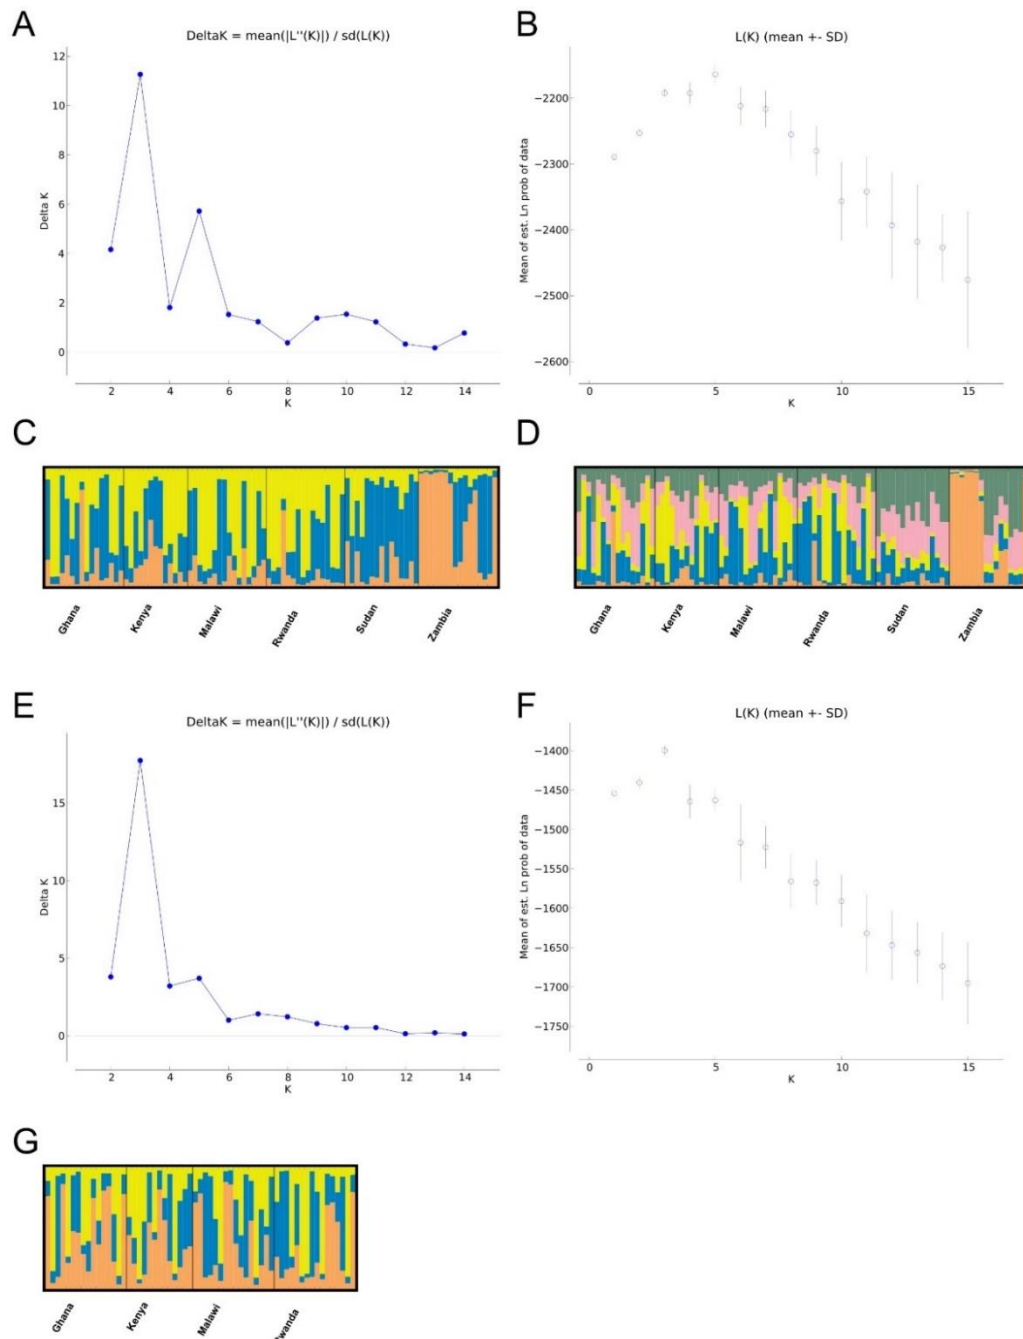 A
DeltaK = mean(|L''(K)|) / sd(L(K))
12
10
8
6
4
2
0
Delta K
2 4 6 8 10 12 14
K
B
L(K) (mean +- SD)
−2200
−2300
−2400
−2500
−2600
Mean of est. Ln prob of data
0 5 10 15
K
C
Ghana Kenya Malawi Rwanda Sudan Zambia
D
Ghana Kenya Malawi Rwanda Sudan Zambia
E
DeltaK = mean(|L''(K)|) / sd(L(K))
15
10
5
0
Delta K
2 4 6 8 10 12 14
K
F
L(K) (mean +- SD)
−1400
−1450
−1500
−1550
−1600
−1650
−1700
−1750
Mean of est. Ln prob of data
0 5 10 15
K
G
Ghana Kenya Malawi wanda